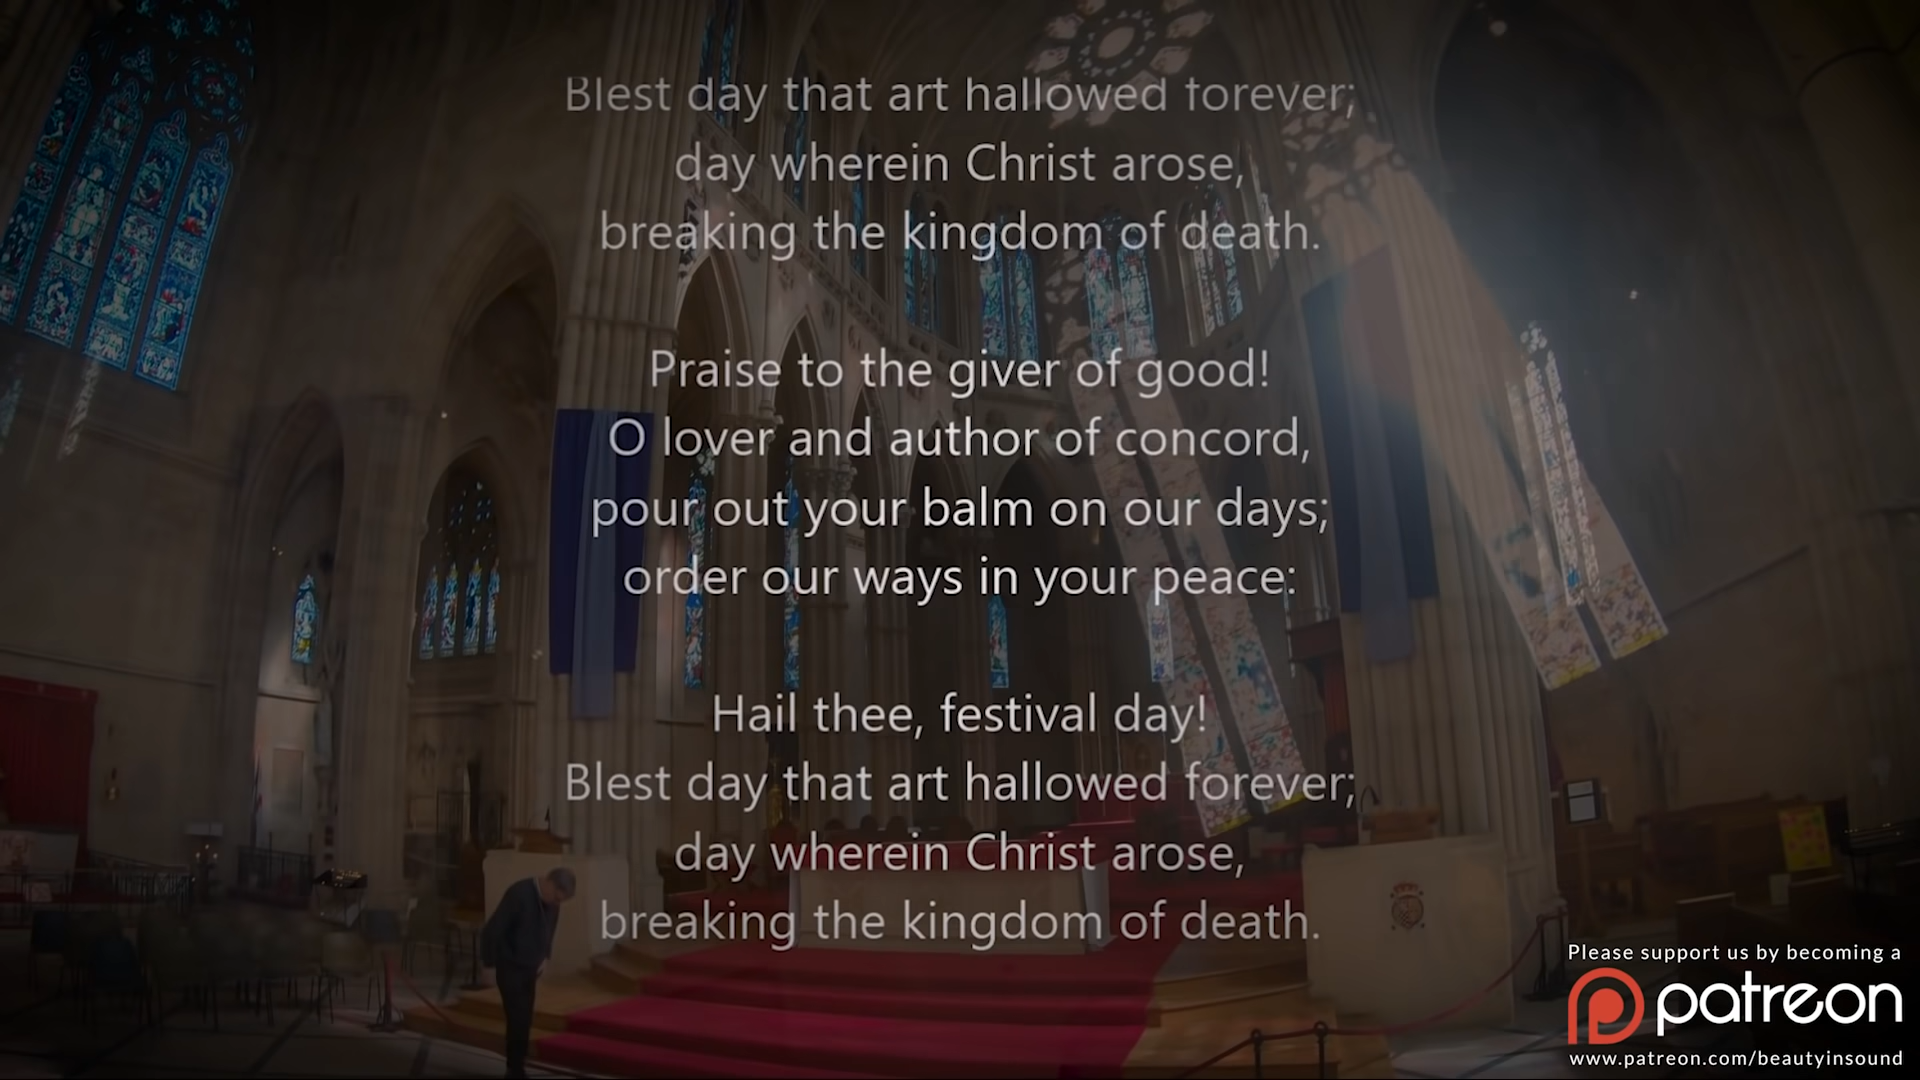 Blest day that art hallowed forever;
day wherein Christ arose,
breaking the kingdom of death.
Praise to the giver of good!
O lover and author of concord,
pour out your balm on our days;
order our ways in your peace:
Hail thee, festival day!
Blest day that art hallowed forever;
day wherein Christ arose,
breaking the kingdom of death.
Please support us by becoming a
patreon
www.patreon.com/beautyinsound